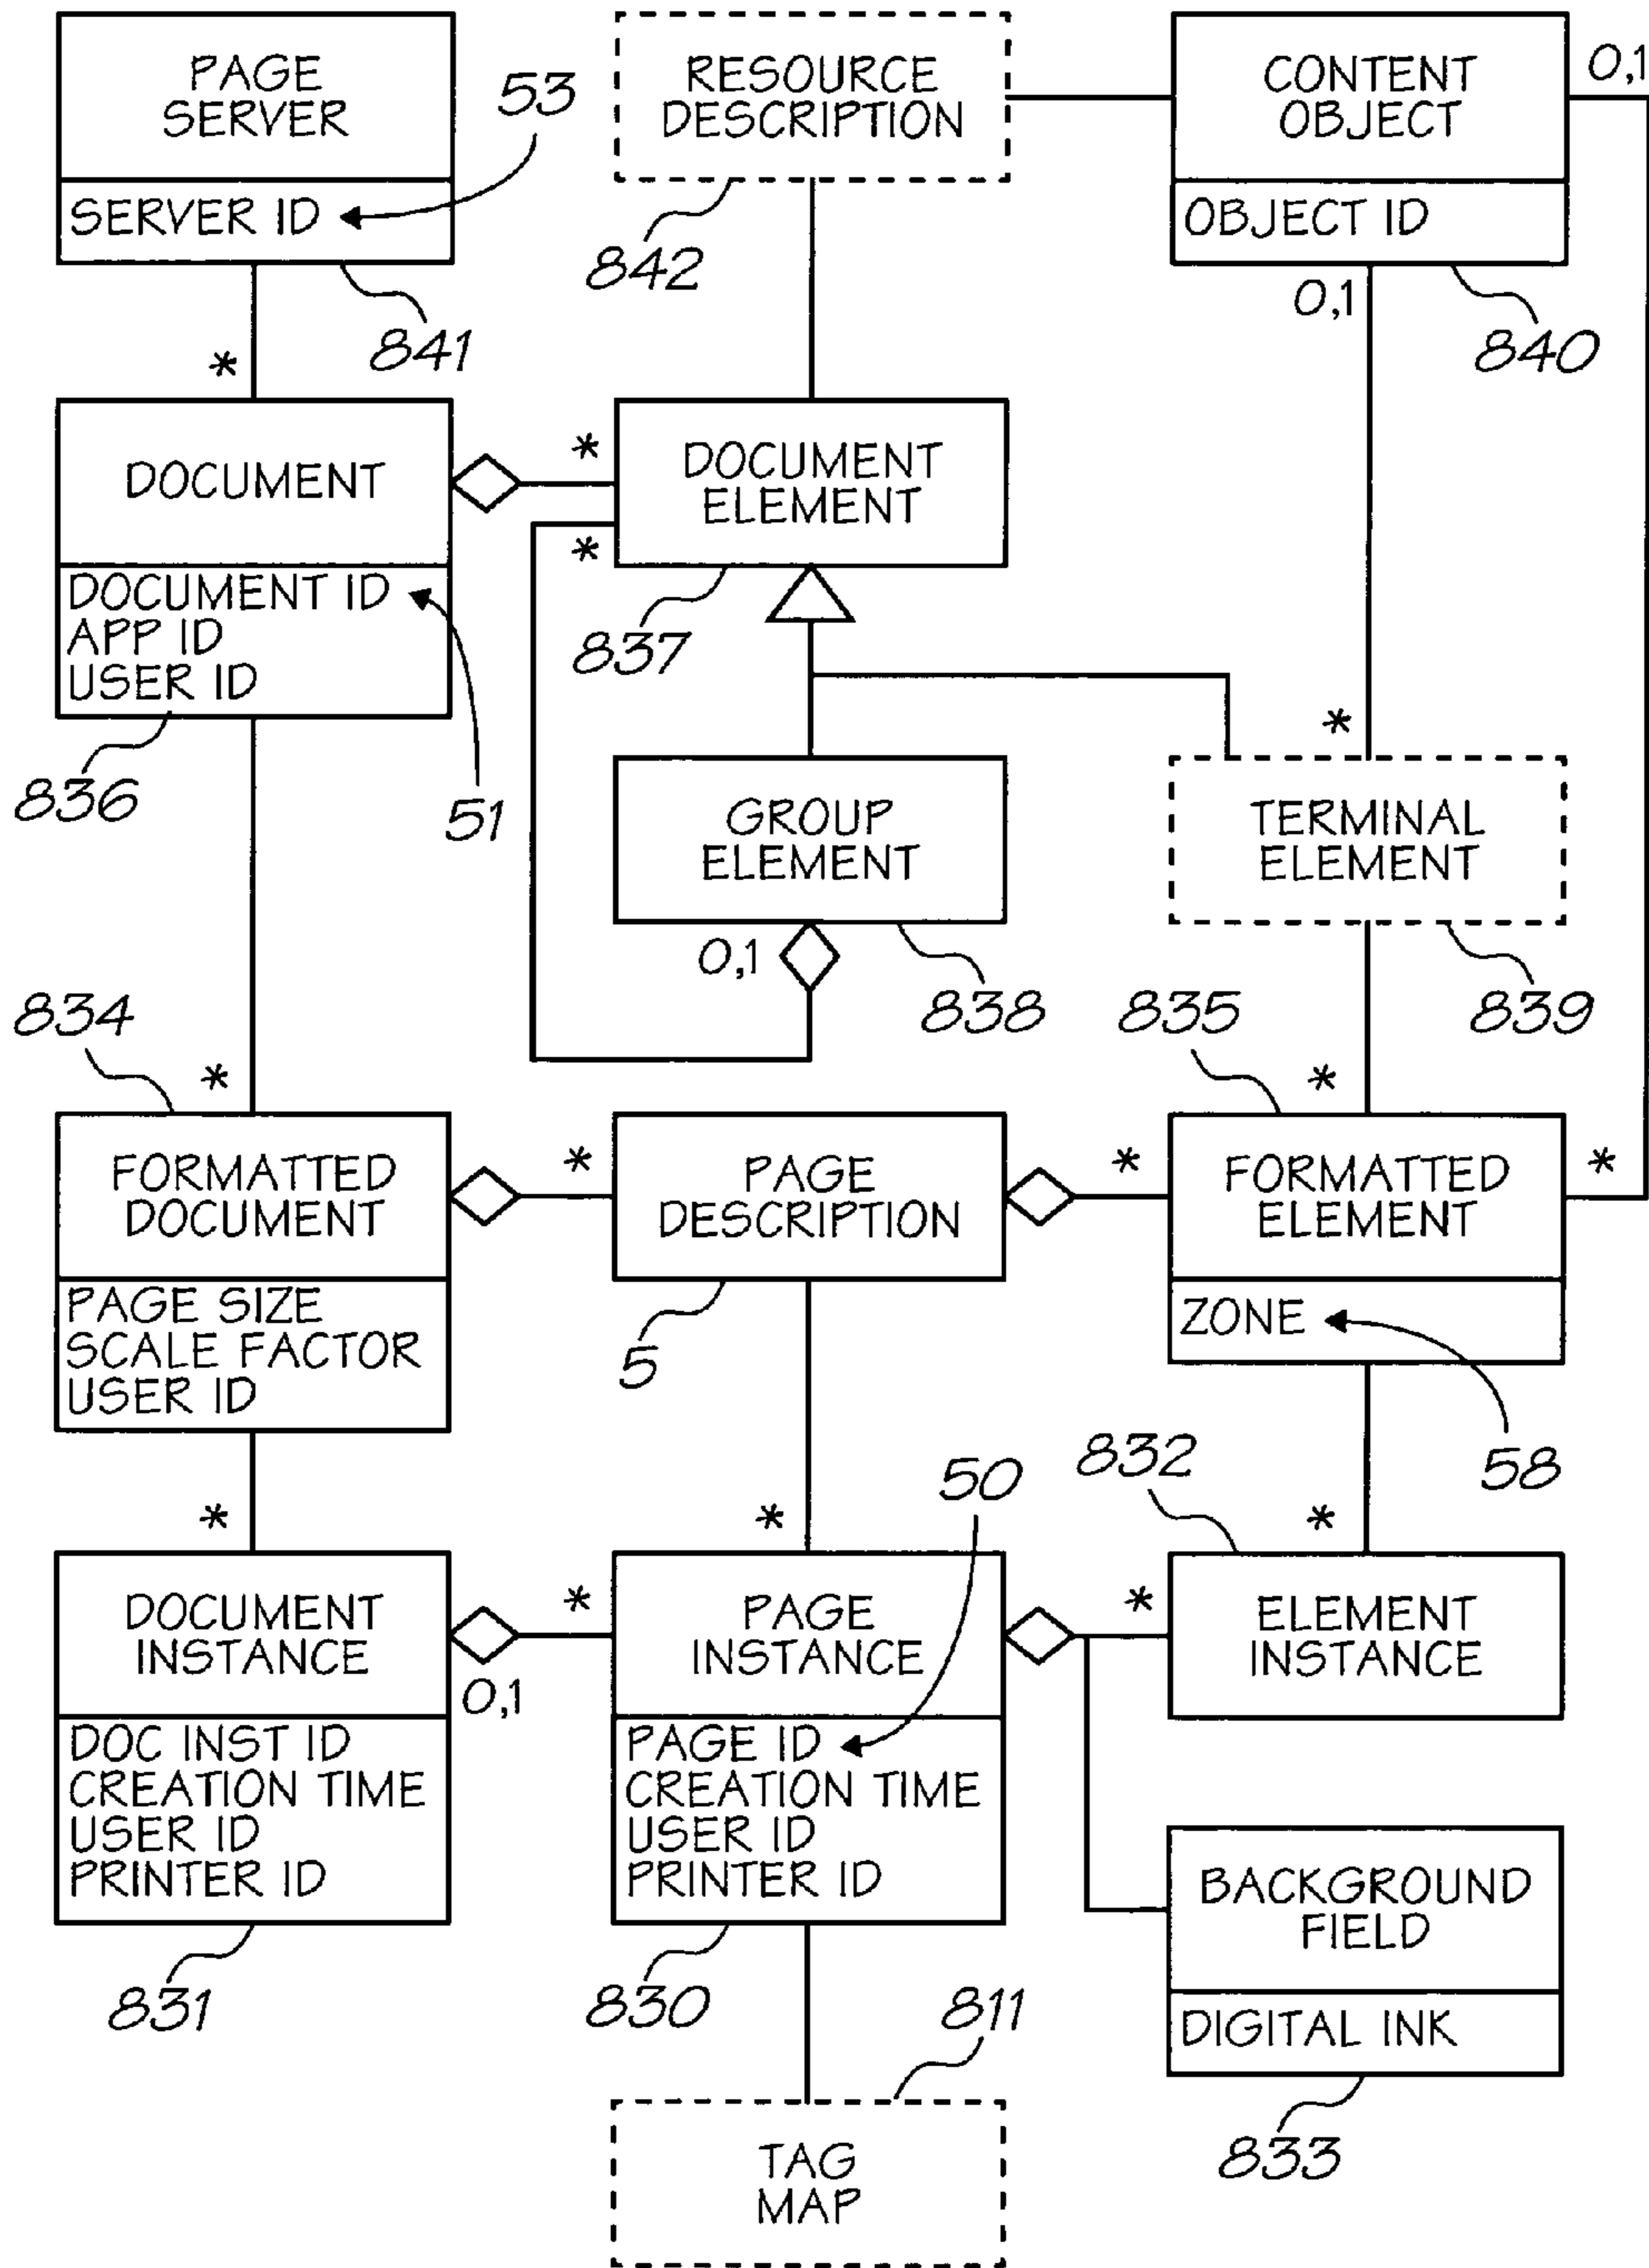 PAGE
SERVER
SERVER ID
53
841
RESOURCE
DESCRIPTION
842
CONTENT
OBJECT
OBJECT ID
0,1
0,1
840
*
DOCUMENT
DOCUMENT ID
APP ID
USER ID
836
51
*
*
DOCUMENT
ELEMENT
837
GROUP
ELEMENT
0,1
838
*
TERMINAL
ELEMENT
839
834
*
FORMATTED
DOCUMENT
PAGE SIZE
SCALE FACTOR
USER ID
*
PAGE
DESCRIPTION
5
835
*
*
*
FORMATTED
ELEMENT
ZONE
58
*
DOCUMENT
INSTANCE
0,1
DOC INST ID
CREATION TIME
USER ID
PRINTER ID
831
50
*
*
PAGE
INSTANCE
PAGE ID
CREATION TIME
USER ID
PRINTER ID
830
832
*
*
ELEMENT
INSTANCE
BACKGROUND
FIELD
DIGITAL INK
833
811
TAG
MAP